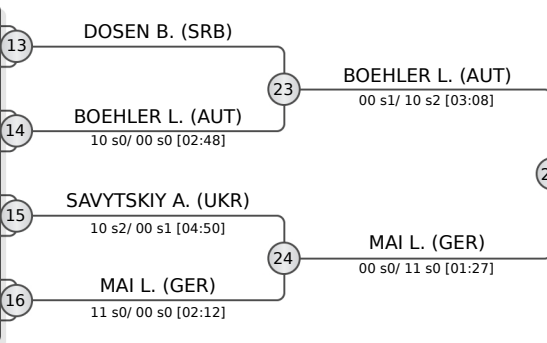 13
DOSEN B. (SRB)
23
BOEHLER L. (AUT)
00 s1/ 10 s2 [03:08]
14
BOEHLER L. (AUT)
10 s0/ 00 s0 [02:48]
15
SAVYTSKIY A. (UKR)
10 s2/ 00 s1 [04:50]
24
MAI L. (GER)
00 s0/ 11 s0 [01:27]
16
MAI L. (GER)
11 s0/ 00 s0 [02:12]